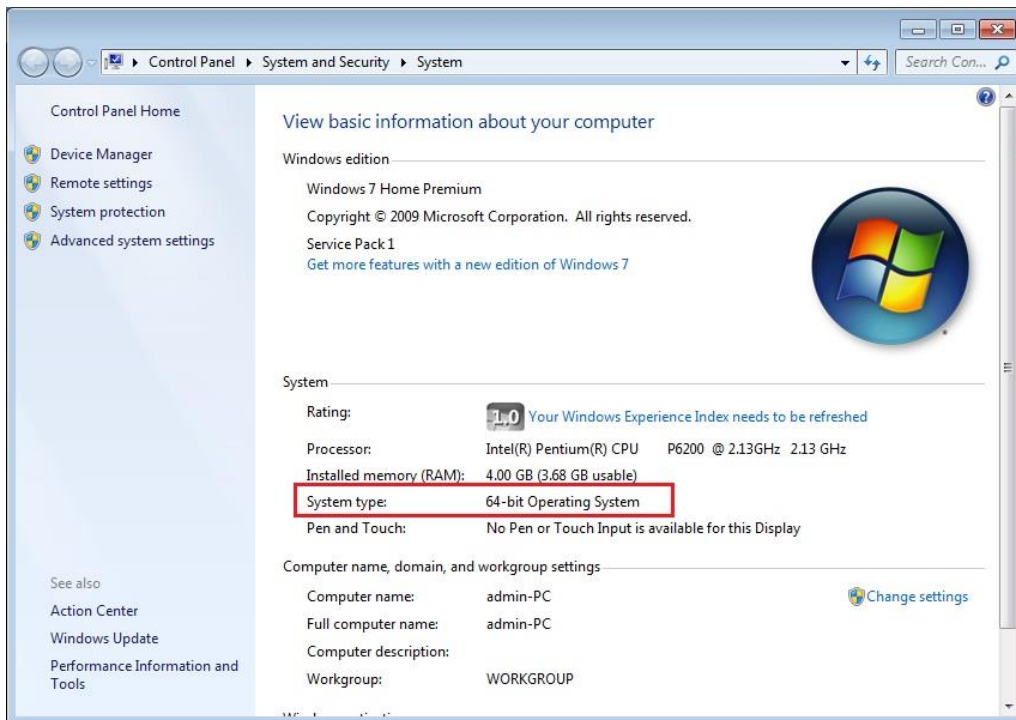 Control Panel ▸ System and Security ▸ System
Search Con...
Control Panel Home
Device Manager
Remote settings
System protection
Advanced system settings
See also
Action Center
Windows Update
Performance Information and
Tools
View basic information about your computer
Windows edition
Windows 7 Home Premium
Copyright © 2009 Microsoft Corporation. All rights reserved.
Service Pack 1
Get more features with a new edition of Windows 7
System
Rating: 1.0 Your Windows Experience Index needs to be refreshed
Processor: Intel(R) Pentium(R) CPU P6200 @ 2.13GHz 2.13 GHz
Installed memory (RAM): 4.00 GB (3.68 GB usable)
System type: 64-bit Operating System
Pen and Touch: No Pen or Touch Input is available for this Display
Computer name, domain, and workgroup settings
Computer name: admin-PC
Change settings
Full computer name: admin-PC
Computer description:
Workgroup: WORKGROUP